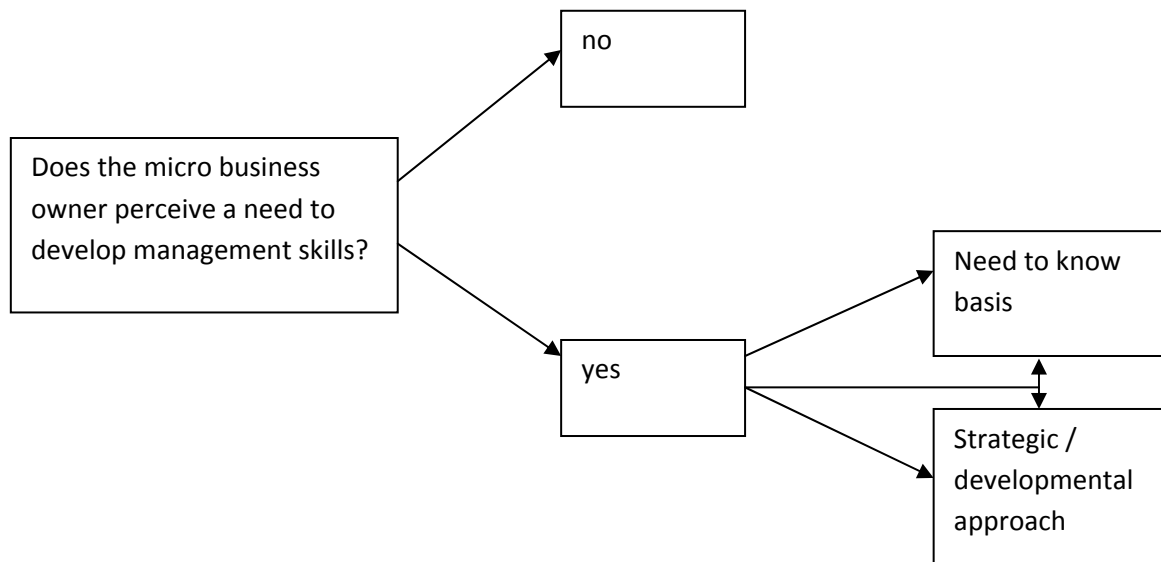 no
Does the micro business
owner perceive a need to
develop management skills?
Need to know
basis
yes
Strategic /
developmental
approach